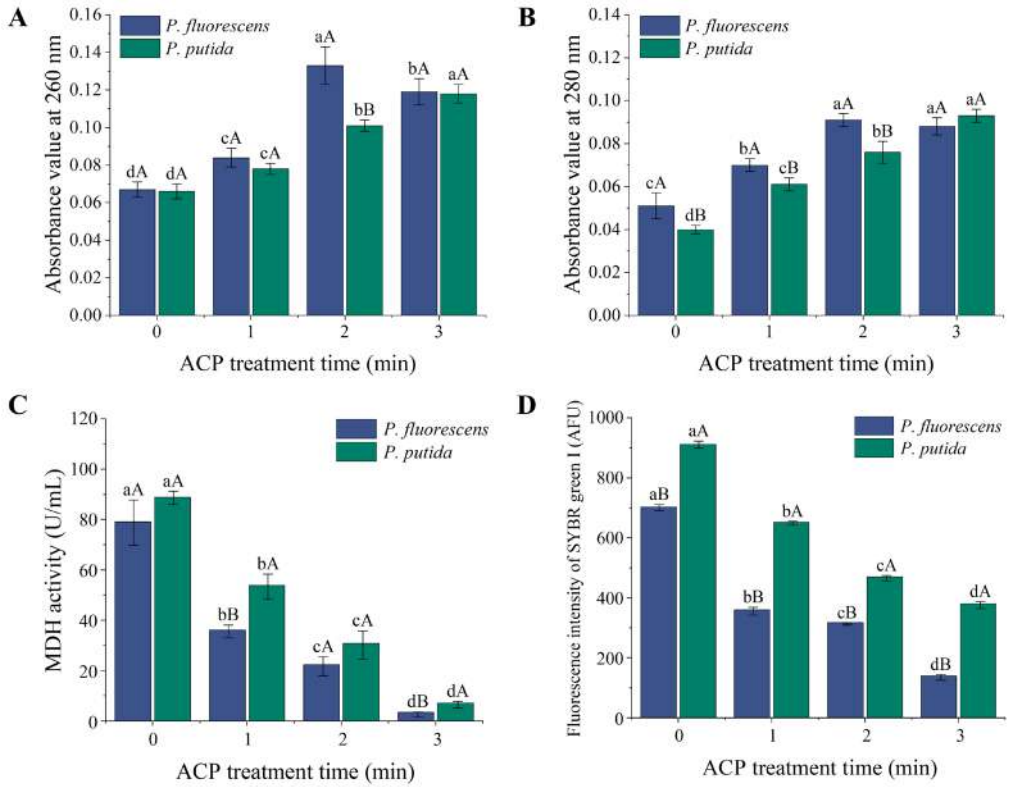 A
P. fluorescens
P. putida
Absorbance value at 260 nm
0.16
0.14
0.12
0.10
0.08
0.06
0.04
0.02
0.00
dA dA
cA cA
aA bB
bA aA
0 1 2 3
ACP treatment time (min)
B
P. fluorescens
P. putida
Absorbance value at 280 nm
0.14
0.12
0.10
0.08
0.06
0.04
0.02
0.00
cA dB
bA cB
aA bB
aA aA
0 1 2 3
ACP treatment time (min)
C
P. fluorescens
P. putida
MDH activity (U/mL)
120
100
80
60
40
20
0
aA aA
bB bA
cA cA
dB dA
0 1 2 3
ACP treatment time (min)
D
P. fluorescens
P. putida
Fluorescence intensity of SYBR green I (AFU)
1000
800
600
400
200
0
aB aA
bB bA
cB cA
dB dA
0 1 2 3
ACP treatment time (min)